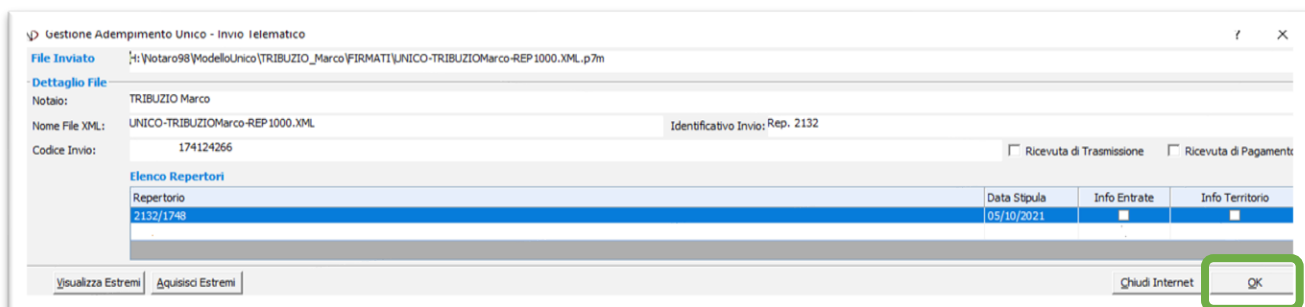 Gestione Adempimento Unico - Invio Telematico
File Inviato H:\Notaro98\ModelloUnico\TRIBUZIO_Marco\FIRMATI\UNICO-TRIBUZIOMarco-REP1000.XML.p7m
Dettaglio File
Notaio: TRIBUZIO Marco
Nome File XML: UNICO-TRIBUZIOMarco-REP1000.XML Identificativo Invio: Rep. 2132
Codice Invio: 174124266 Ricevuta di Trasmissione Ricevuta di Pagamento
Elenco Repertori
Repertorio Data Stipula Info Entrate Info Territorio
2132/1748 05/10/2021
Visualizza Estremi Aquisisci Estremi Chiudi Internet OK